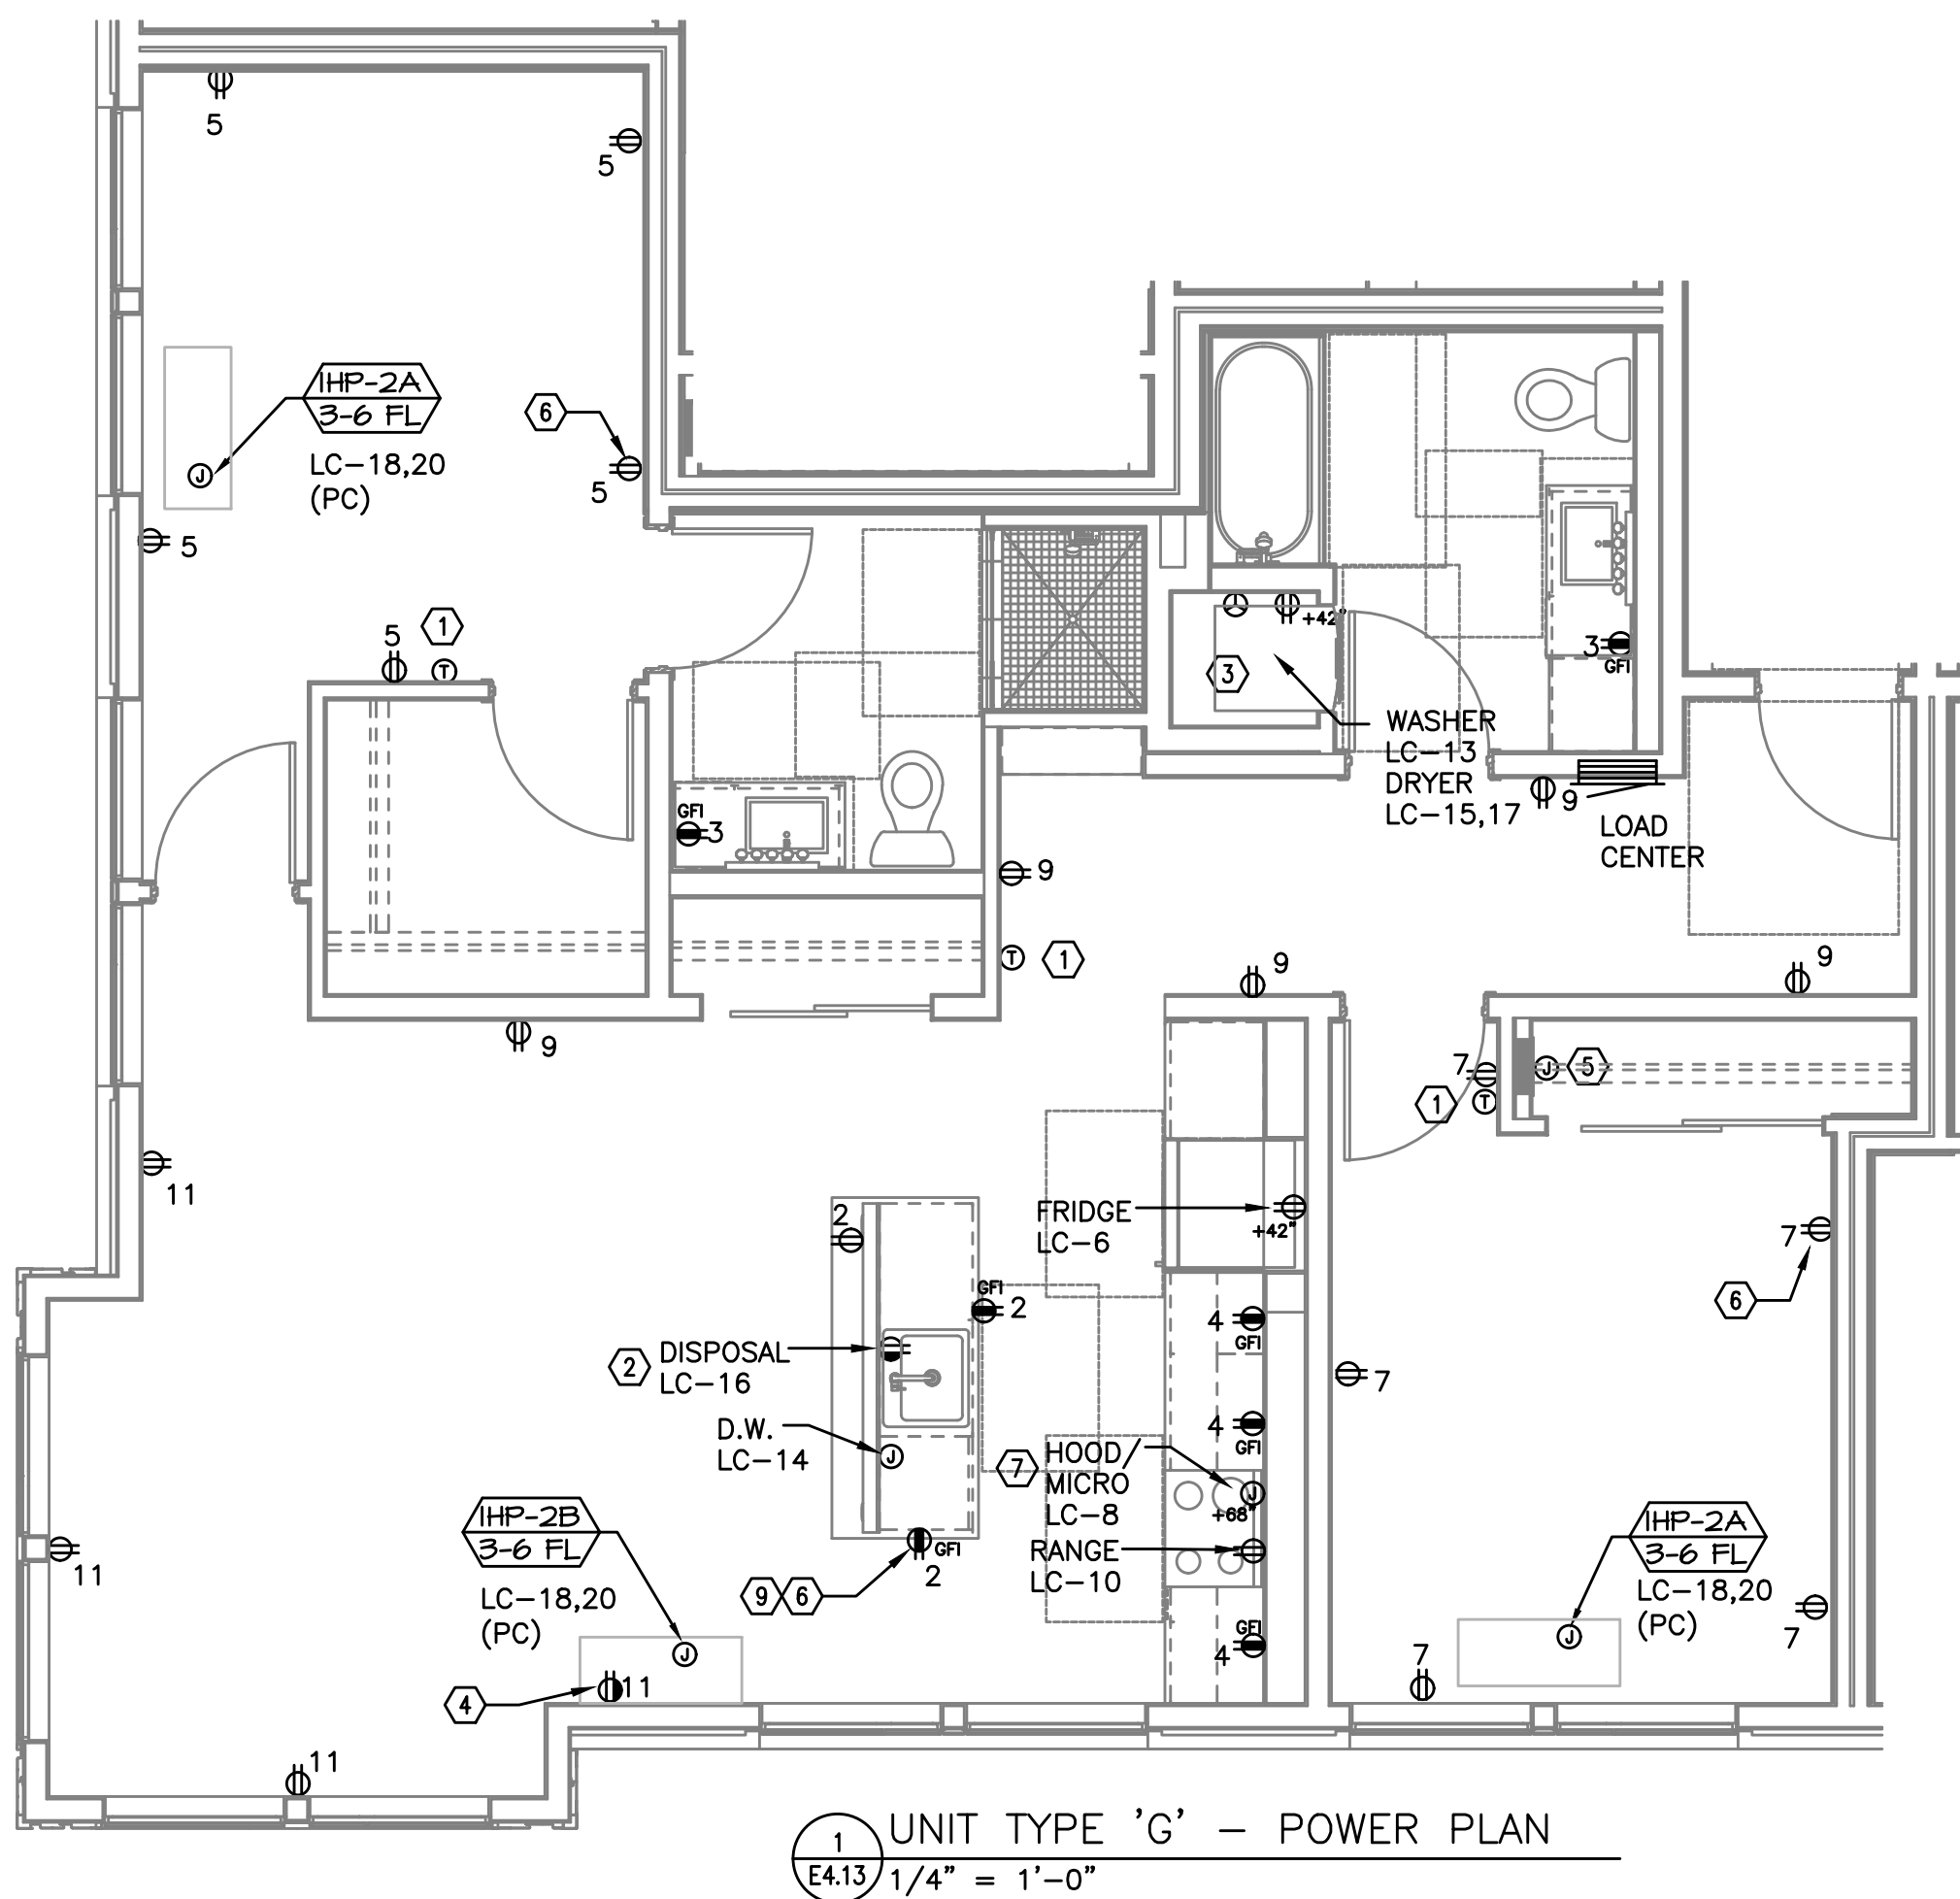 5
5
IHP-2A
3-6 FL
LC-18,20
(PC)
6
5
5
5
1
T
J
+42"
3
3
GFI
WASHER
LC-13
DRYER
LC-15,17
GFI
3
9
LOAD
CENTER
9
T
1
9
9
9
7
J
5
1
T
11
2
FRIDGE
LC-6
+42"
7
6
GFI
2
4
GFI
2
DISPOSAL
LC-16
7
D.W.
LC-14
J
4
GFI
7
HOOD/
MICRO
LC-8
J
+68"
RANGE
LC-10
IHP-2B
3-6 FL
LC-18,20
(PC)
J
11
9
6
GFI
2
IHP-2A
3-6 FL
LC-18,20
(PC)
J
7
GFI
4
7
4
11
11
1
E4.13
UNIT TYPE 'G' - POWER PLAN
1/4" = 1'-0"